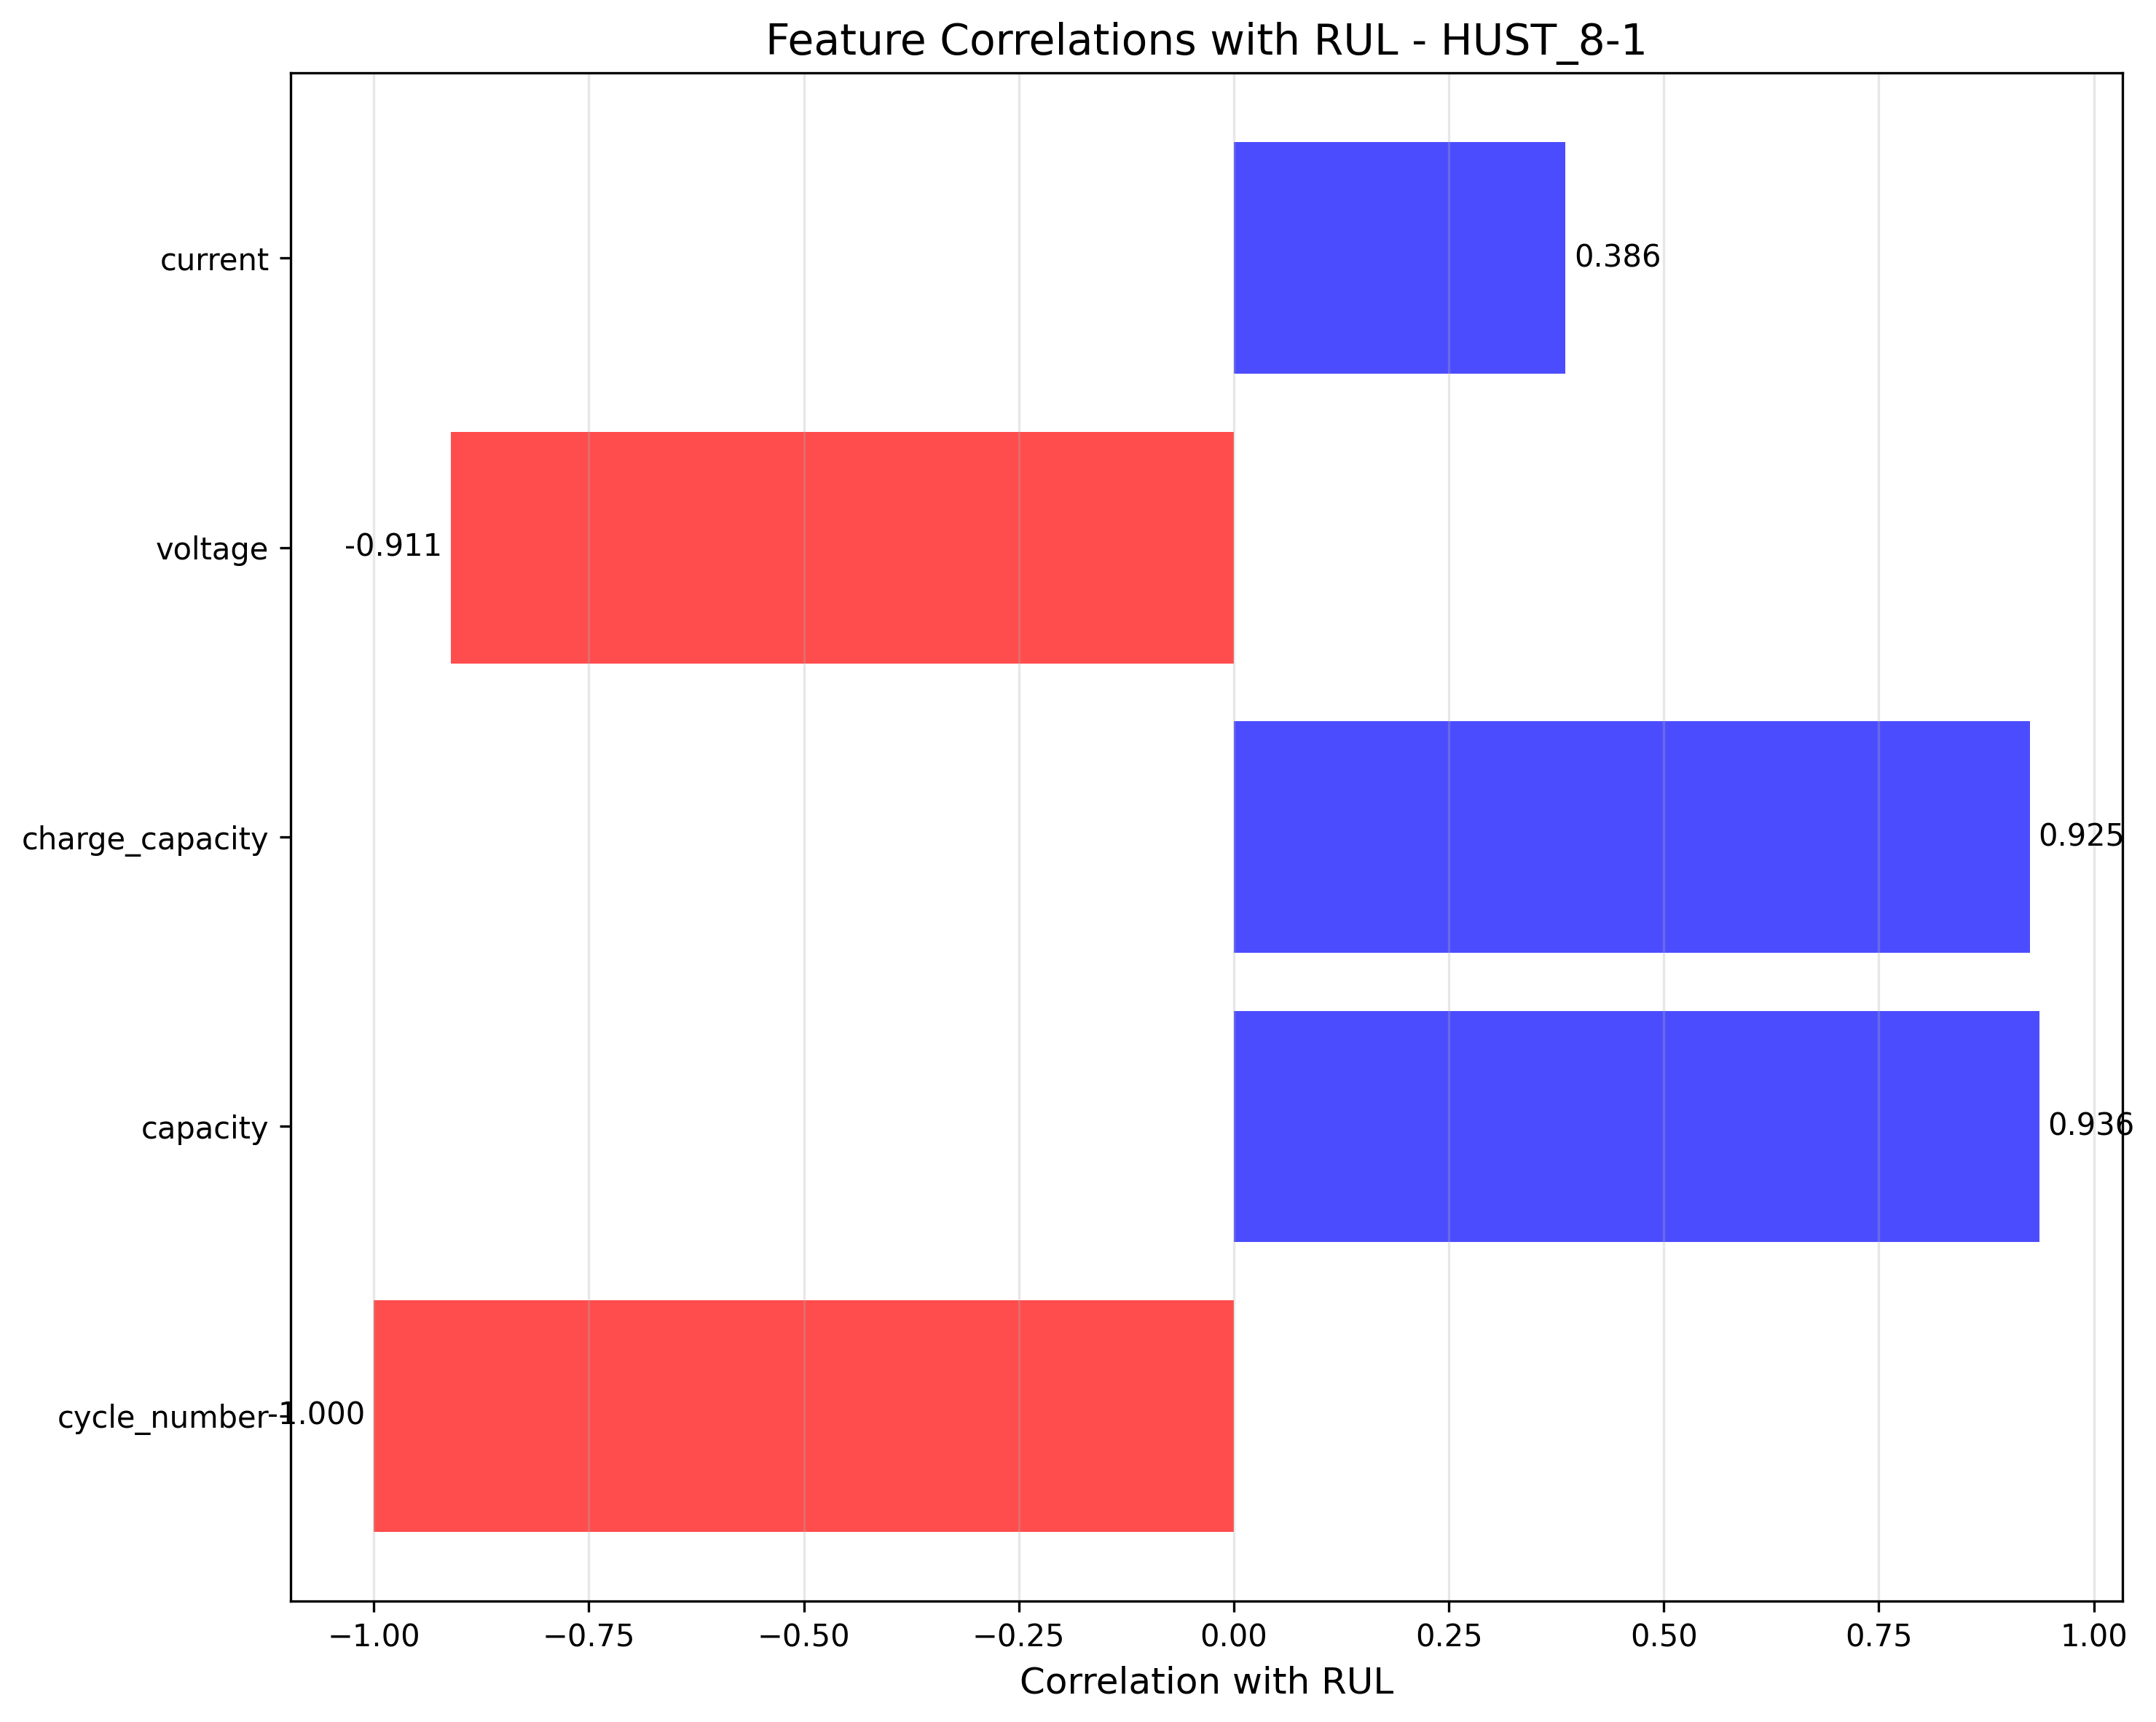 Feature Correlations with RUL - HUST_8-1
current
0.386
voltage
-0.911
charge_capacity
0.925
capacity
0.936
cycle_number
-1.000
−1.00
−0.75
−0.50
−0.25
0.00
0.25
0.50
0.75
1.00
Correlation with RUL